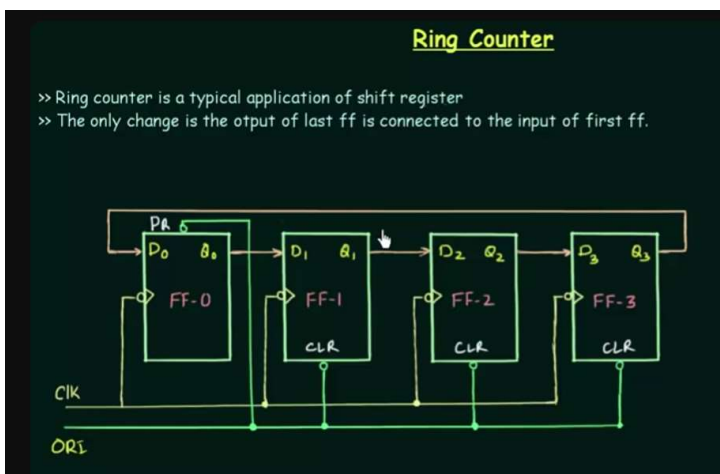 Ring Counter
>> Ring counter is a typical application of shift register
>> The only change is the otput of last ff is connected to the input of first ff.
PR
D0 Q0 D1 Q1 D2 Q2 D3 Q3
FF-0 FF-1 FF-2 FF-3
CLR CLR CLR
Clk
ORI